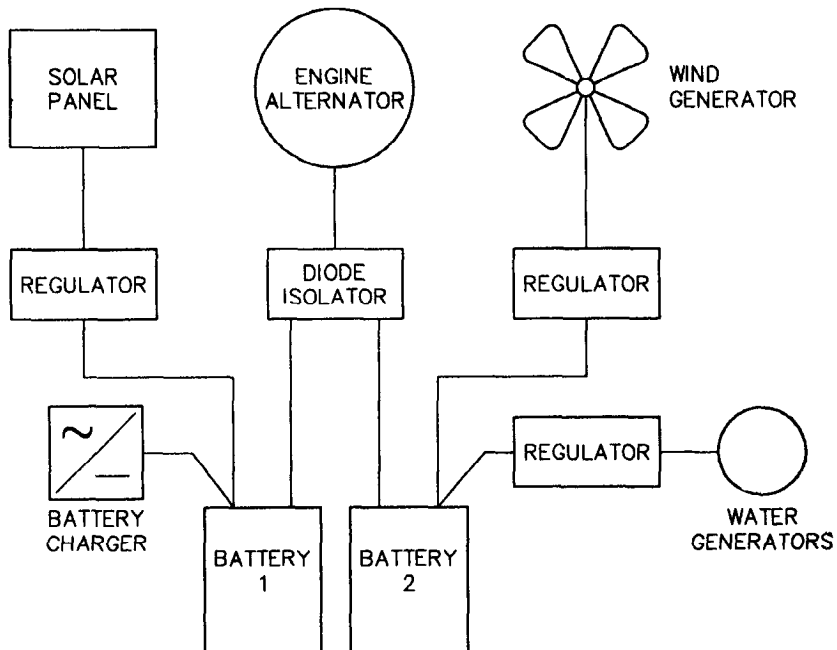 SOLAR
PANEL
ENGINE
ALTERNATOR
WIND
GENERATOR
REGULATOR
DIODE
ISOLATOR
REGULATOR
~
—
BATTERY
CHARGER
REGULATOR
WATER
GENERATORS
BATTERY
1
BATTERY
2